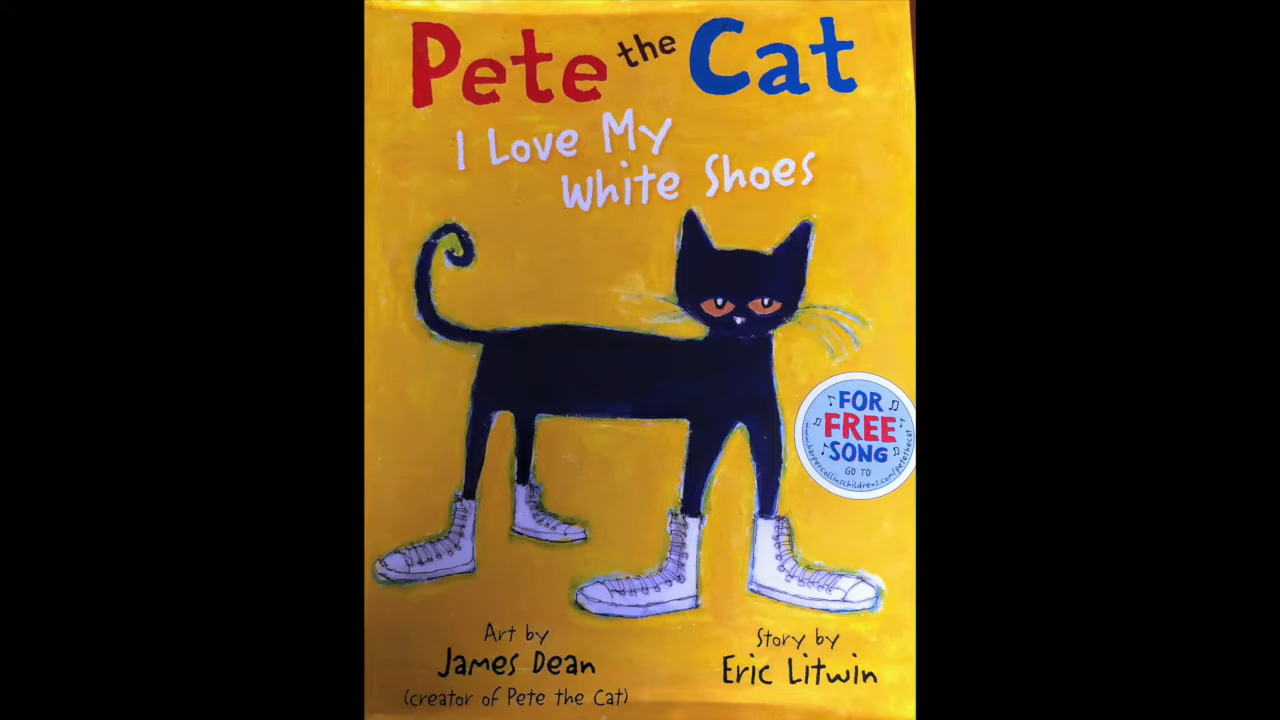 Pete the Cat
I Love My
White Shoes
FOR
FREE
SONG
GO TO
www.harpercollinschildrens.com/petethecat
Art by
James Dean
(creator of Pete the Cat)
Story by
Eric Litwin